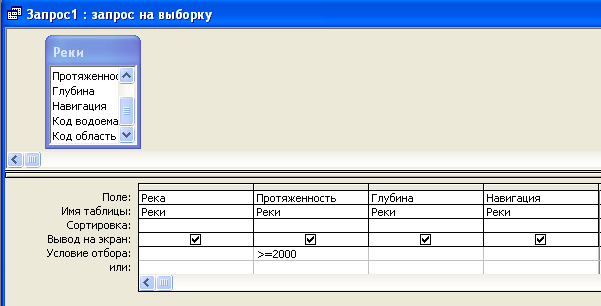 Запрос1 : запрос на выборку
Реки
Протяженнос
Глубина
Навигация
Код водоема
Код область
Поле: Река Протяженность Глубина Навигация
Имя таблицы: Реки Реки Реки Реки
Сортировка:
Вывод на экран:
Условие отбора: >=2000
или: